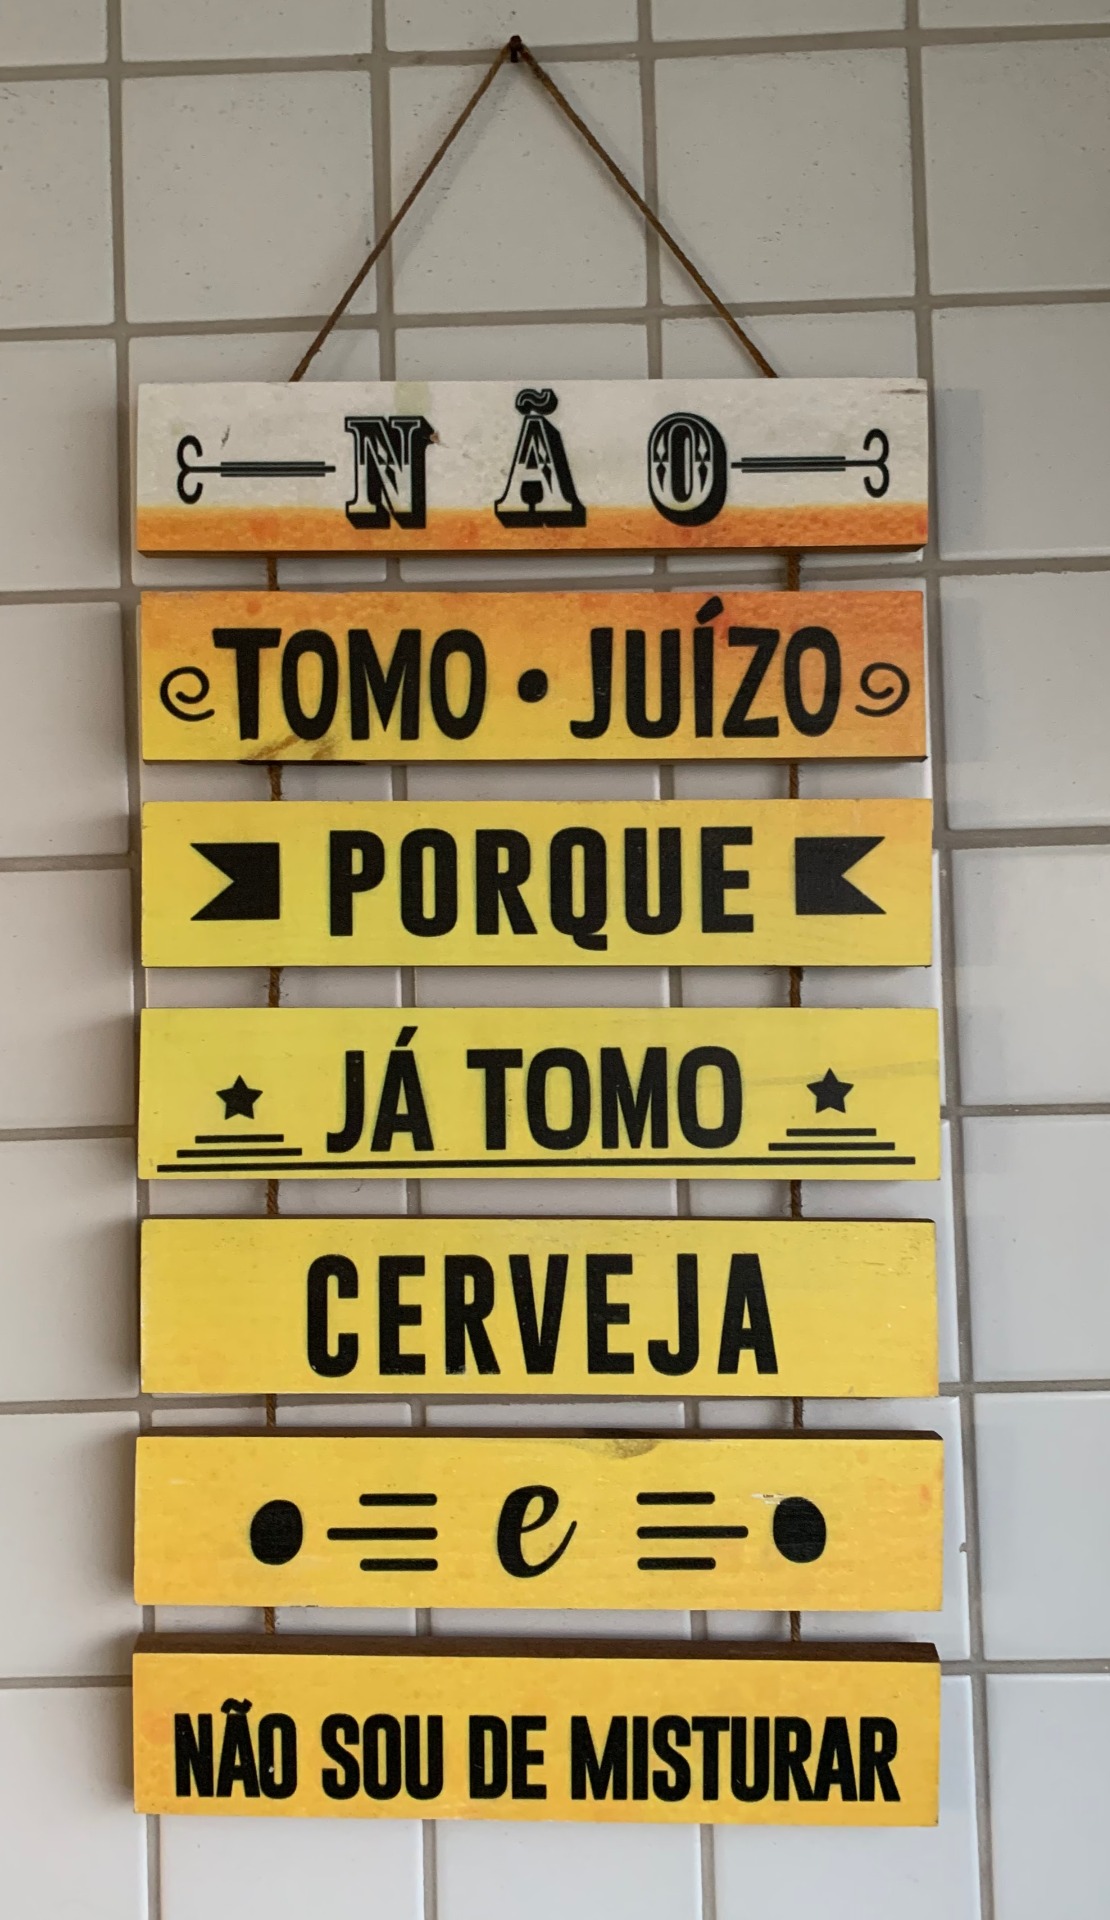 NÃO
TOMO • JUÍZO
PORQUE
JÁ TOMO
CERVEJA
e
NÃO SOU DE MISTURAR